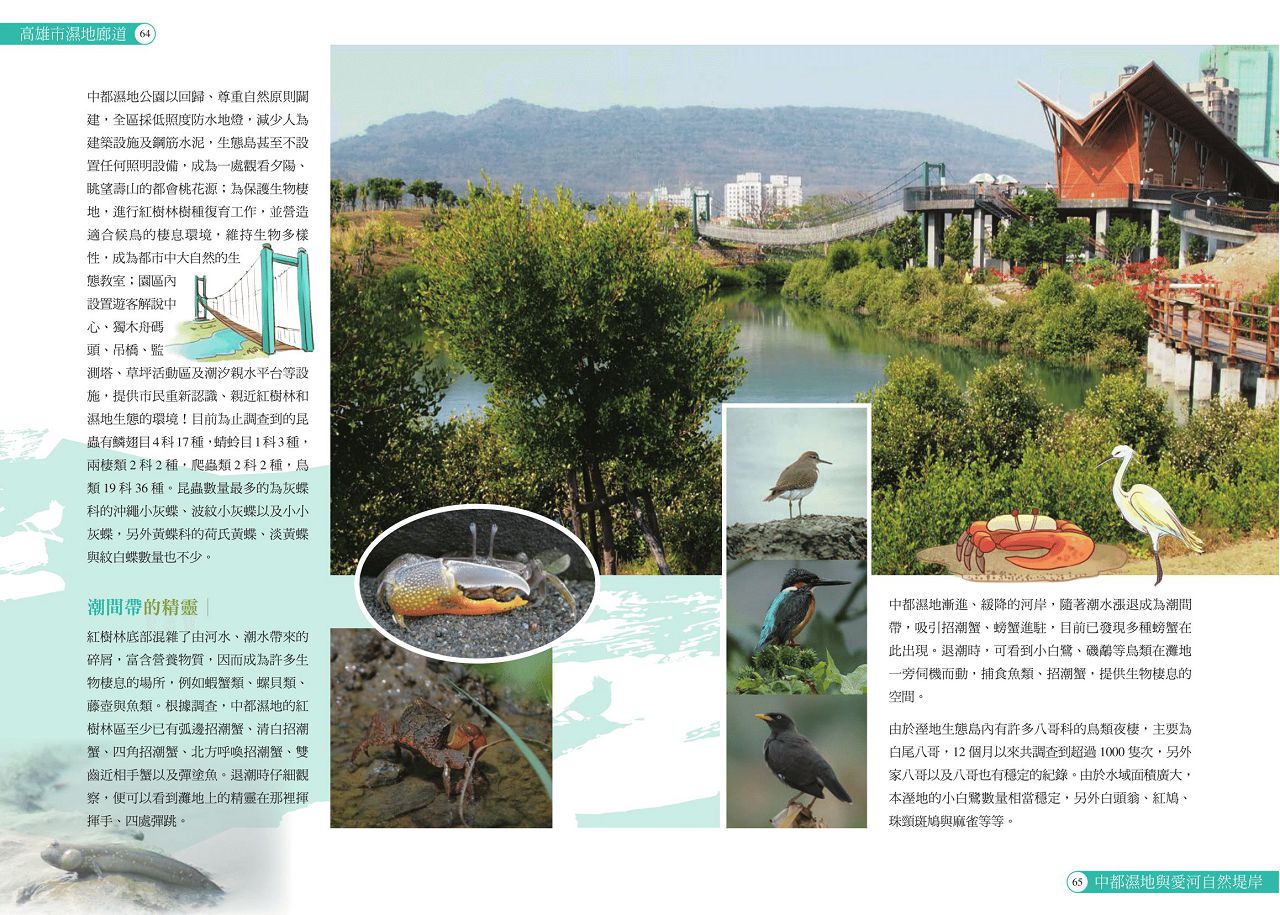 高雄市濕地廊道 64
中都濕地公園以回歸、尊重自然原則闢
建，全區採低照度防水地燈，減少人為
建築設施及鋼筋水泥，生態島甚至不設
置任何照明設備，成為一處觀看夕陽、
眺望壽山的都會桃花源；為保護生物棲
地，進行紅樹林樹種復育工作，並營造
適合候鳥的棲息環境，維持生物多樣
性，成為都市中大自然的生
態教室；園區內
設置遊客解說中
心、獨木舟碼
頭、吊橋、監
測塔、草坪活動區及潮汐親水平台等設
施，提供市民重新認識、親近紅樹林和
濕地生態的環境！目前為止調查到的昆
蟲有鱗翅目4科17種，蜻蛉目1科3種，
兩棲類2科2種，爬蟲類2科2種，鳥
類19科36種。昆蟲數量最多的為灰蝶
科的沖繩小灰蝶、波紋小灰蝶以及小小
灰蝶，另外黃蝶科的荷氏黃蝶、淡黃蝶
與紋白蝶數量也不少。
潮間帶的精靈
紅樹林底部混雜了由河水、潮水帶來的
碎屑，富含營養物質，因而成為許多生
物棲息的場所，例如蝦蟹類、螺貝類、
藤壺與魚類。根據調查，中都濕地的紅
樹林區至少已有弧邊招潮蟹、清白招潮
蟹、四角招潮蟹、北方呼喚招潮蟹、雙
齒近相手蟹以及彈塗魚。退潮時仔細觀
察，便可以看到灘地上的精靈在那裡揮
揮手、四處彈跳。
中都濕地漸進、緩降的河岸，隨著潮水漲退成為潮間
帶，吸引招潮蟹、螃蟹進駐，目前已發現多種螃蟹在
此出現。退潮時，可看到小白鷺、磯鷸等鳥類在灘地
一旁伺機而動，捕食魚類、招潮蟹，提供生物棲息的
空間。
由於溼地生態島內有許多八哥科的鳥類夜棲，主要為
白尾八哥，12個月以來共調查到超過1000隻次，另外
家八哥以及八哥也有穩定的紀錄。由於水域面積廣大，
本溼地的小白鷺數量相當穩定，另外白頭翁、紅鳩、
珠頸斑鳩與麻雀等等。
65 中都濕地與愛河自然堤岸